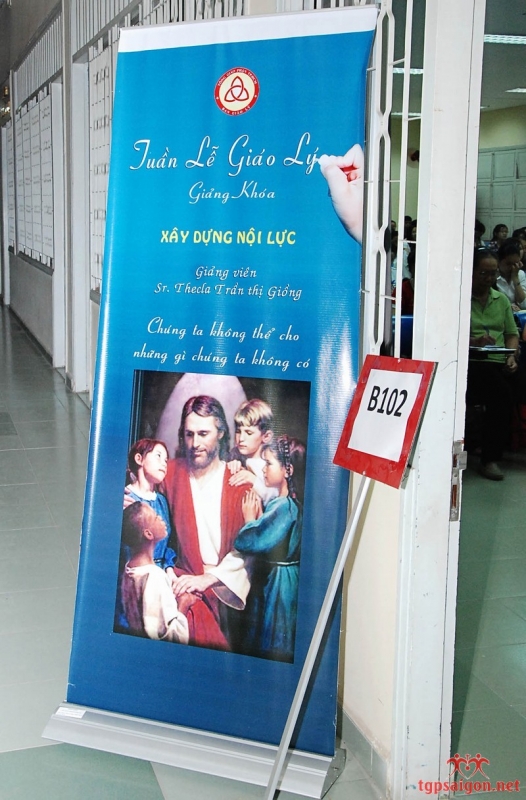 Tuần Lễ Giáo Lý
Giảng Khóa
XÂY DỰNG NỘI LỰC
Giảng viên
Sr. Thecla Trần thị Giồng
Chúng ta không thể cho
những gì chúng ta không có
B102
tgpsaigon.net